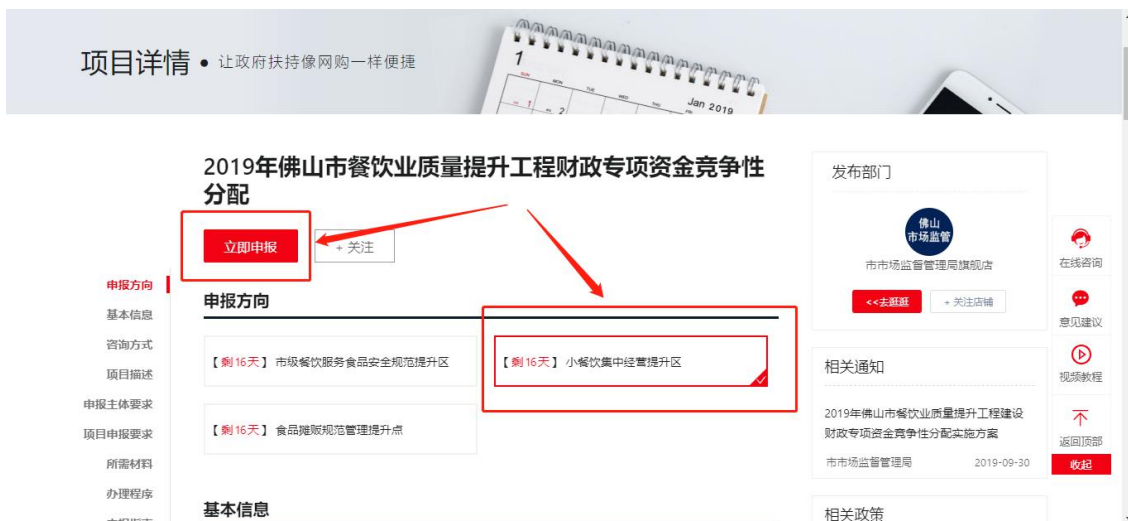 项目详情 • 让政府扶持像网购一样便捷
1
SUN
MON
TUE
WED
THU
1
2
Jan 2019
2019年佛山市餐饮业质量提升工程财政专项资金竞争性
分配
立即申报
+ 关注
申报方向
基本信息
咨询方式
项目描述
申报主体要求
项目申报要求
所需材料
办理程序
申报方向
【剩16天】 市级餐饮服务食品安全规范提升区
【剩16天】 小餐饮集中经营提升区
【剩16天】 食品摊贩规范管理提升点
基本信息
发布部门
佛山
市场监管
市市场监督管理局旗舰店
<<去逛逛
+ 关注店铺
相关通知
2019年佛山市餐饮业质量提升工程建设
财政专项资金竞争性分配实施方案
市市场监督管理局
2019-09-30
相关政策
在线咨询
意见建议
视频教程
返回顶部
收起